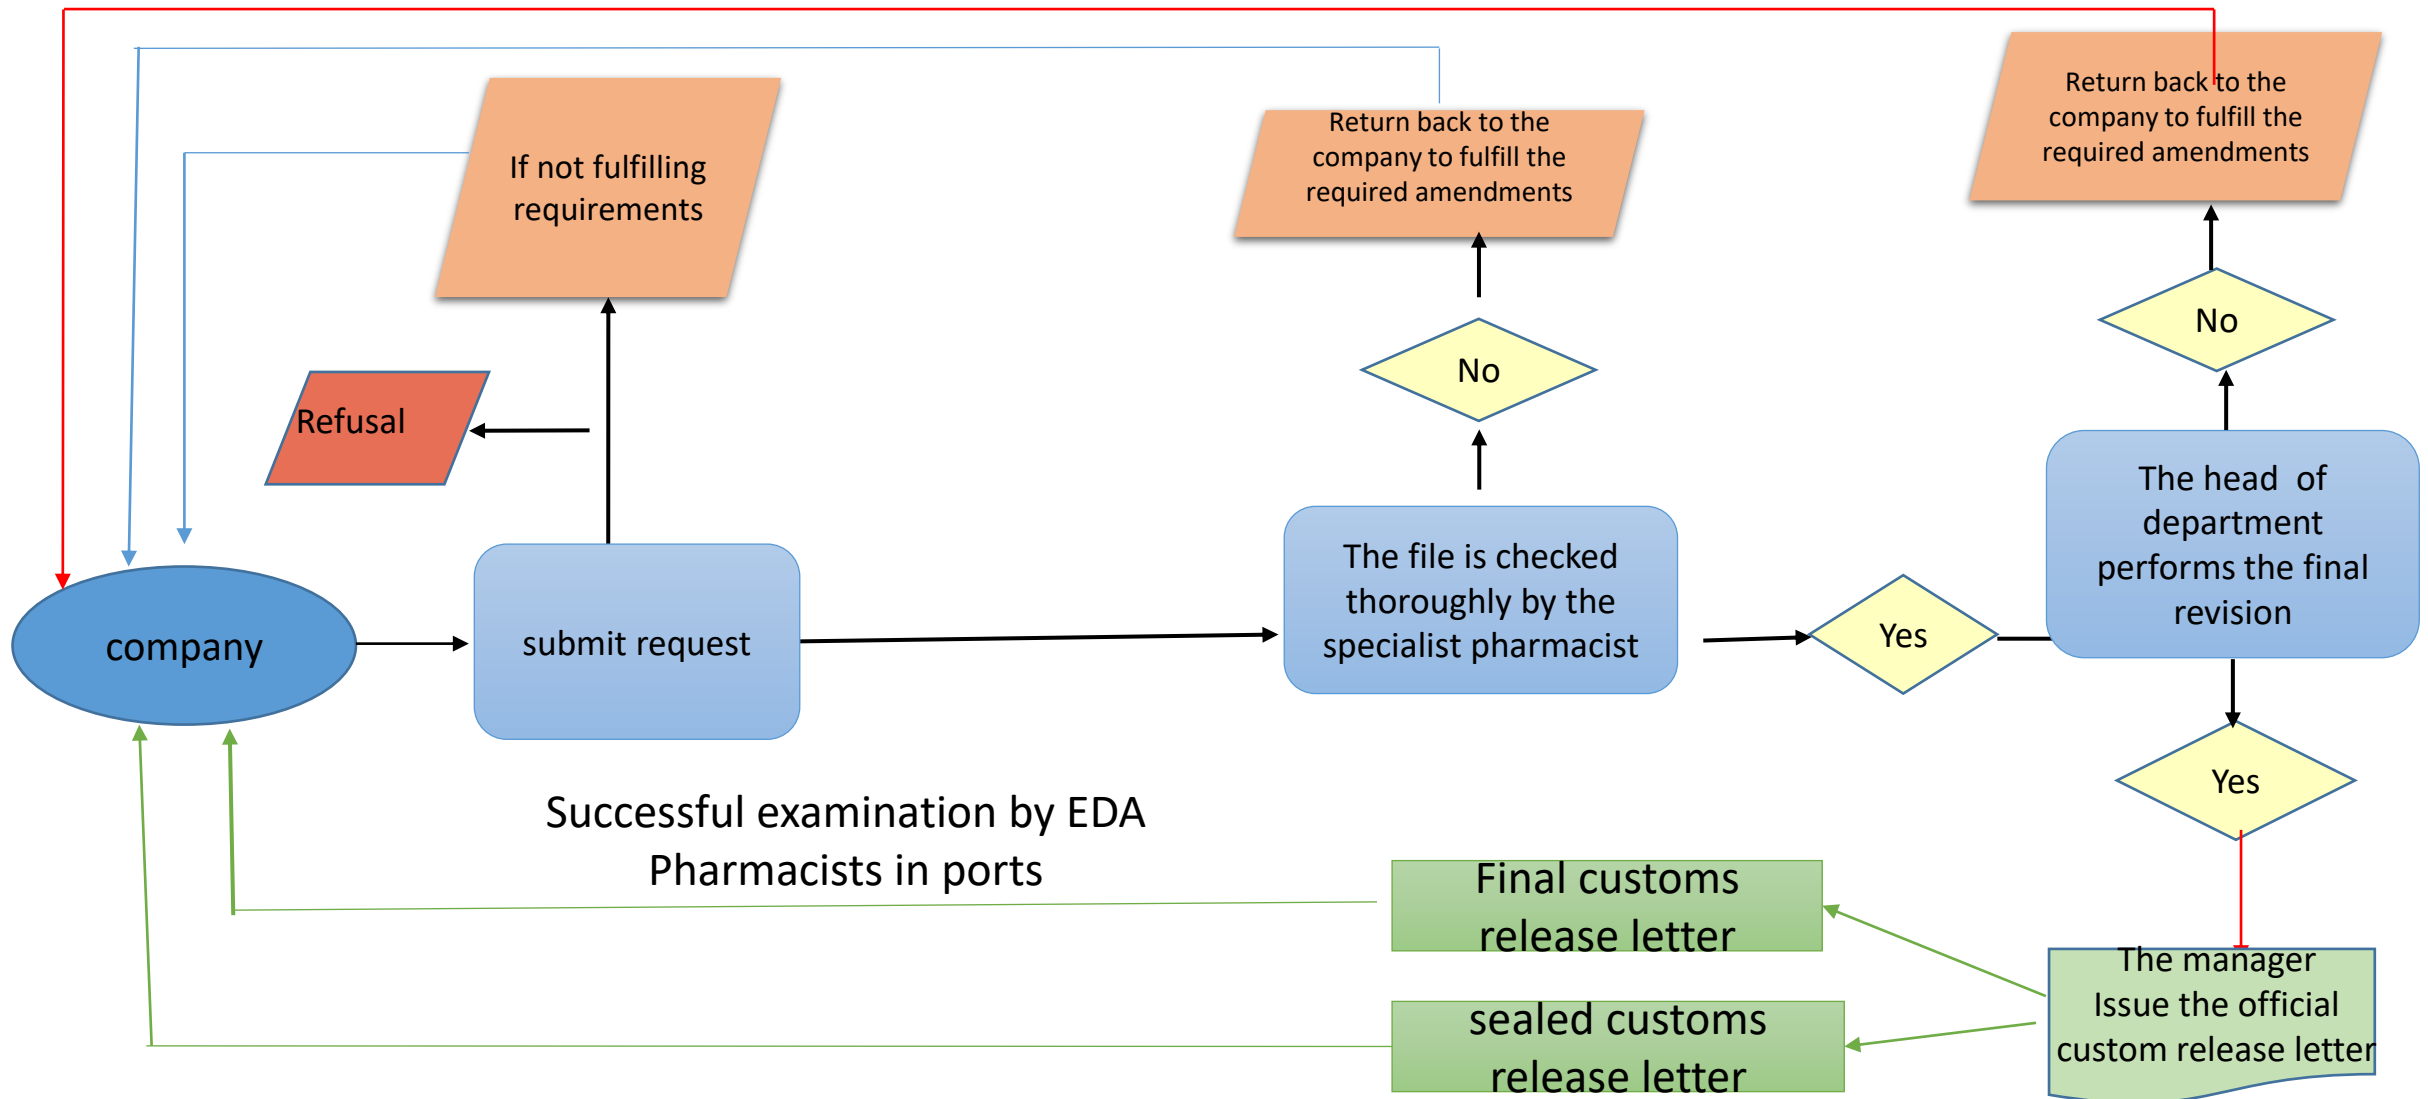 Return back to the
company to fulfill the
required amendments
Return back to the
company to fulfill the
required amendments
If not fulfilling
requirements
No
No
Refusal
The head of
department
performs the final
revision
The file is checked
thoroughly by the
specialist pharmacist
Yes
company
submit request
Yes
Successful examination by EDA
Pharmacists in ports
Final customs
release letter
The manager
Issue the official
custom release letter
sealed customs
release letter